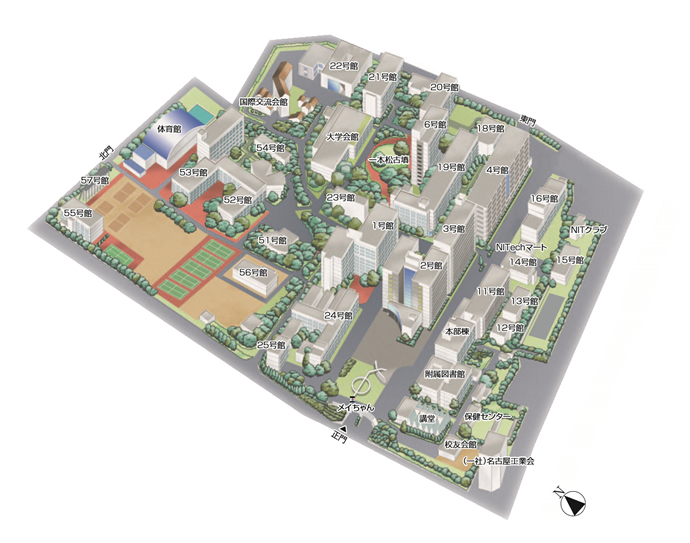 22号館
21号館
20号館
国際交流会館
東門
6号館
18号館
体育館
大学会館
北門
54号館
一本松古墳
19号館
4号館
53号館
57号館
52号館
23号館
16号館
55号館
1号館
3号館
NITクラブ
51号館
NITechマート
2号館
14号館
15号館
56号館
11号館
13号館
24号館
12号館
本部棟
25号館
附属図書館
メイちゃん
講堂
保健センター
正門
校友会館
(一社)名古屋工業会
N